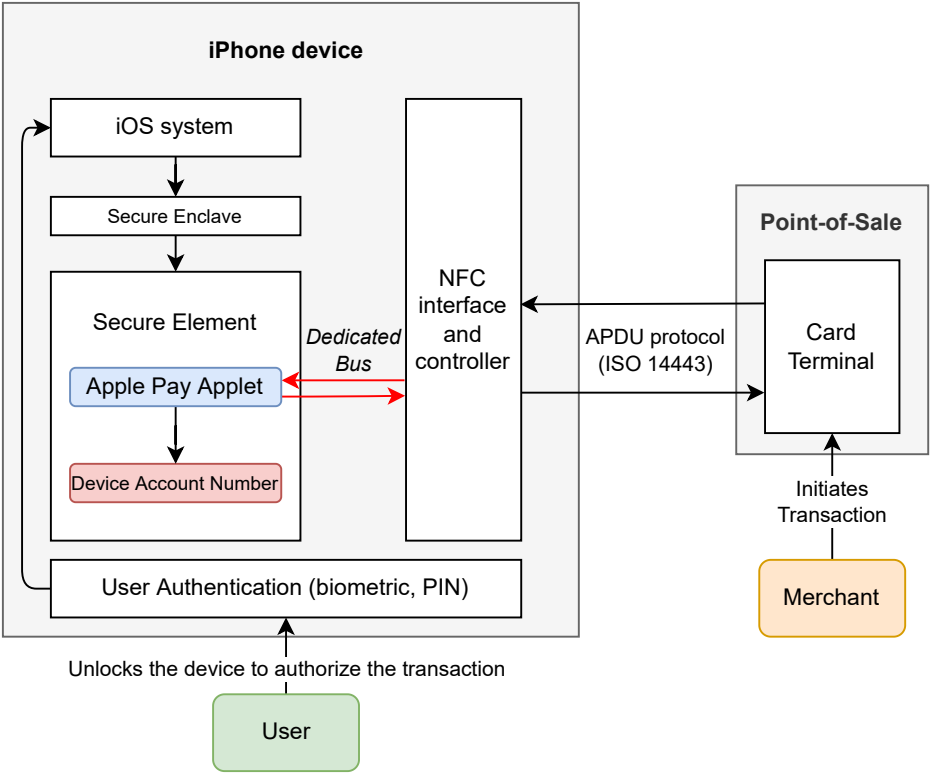 iPhone device
iOS system
Secure Enclave
Secure Element
Apple Pay Applet
Device Account Number
Dedicated
Bus
NFC
interface
and
controller
APDU protocol
(ISO 14443)
Point-of-Sale
Card
Terminal
Initiates
Transaction
Merchant
User Authentication (biometric, PIN)
Unlocks the device to authorize the transaction
User